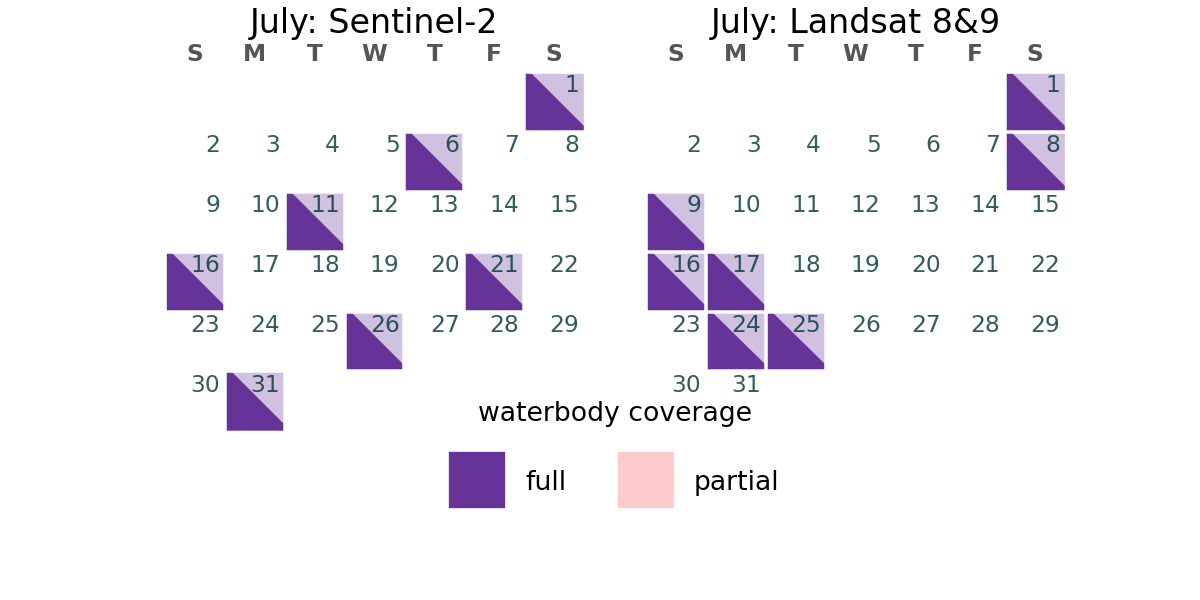 July: Sentinel-2
S M T W T F S
1
2 3 4 5 6 7 8
9 10 11 12 13 14 15
16 17 18 19 20 21 22
23 24 25 26 27 28 29
30 31
July: Landsat 8&9
S M T W T F S
1
2 3 4 5 6 7 8
9 10 11 12 13 14 15
16 17 18 19 20 21 22
23 24 25 26 27 28 29
30 31
waterbody coverage
full partial